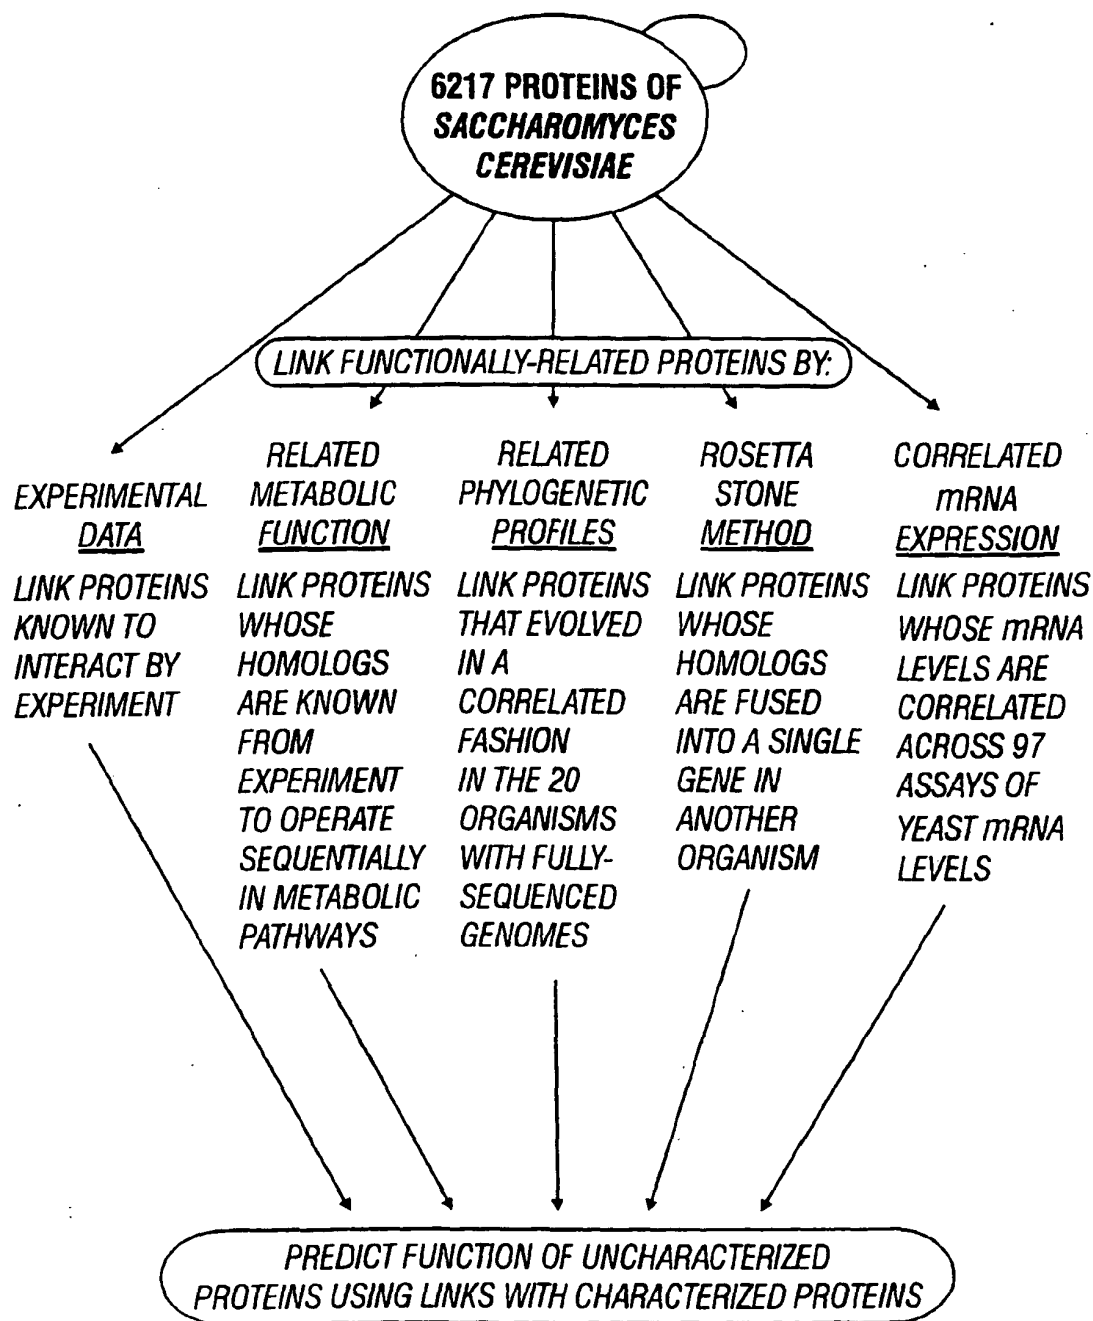 6217 PROTEINS OF
SACCHAROMYCES
CEREVISIAE
LINK FUNCTIONALLY-RELATED PROTEINS BY:
EXPERIMENTAL
DATA
LINK PROTEINS
KNOWN TO
INTERACT BY
EXPERIMENT
RELATED
METABOLIC
FUNCTION
LINK PROTEINS
WHOSE
HOMOLOGS
ARE KNOWN
FROM
EXPERIMENT
TO OPERATE
SEQUENTIALLY
IN METABOLIC
PATHWAYS
RELATED
PHYLOGENETIC
PROFILES
LINK PROTEINS
THAT EVOLVED
IN A
CORRELATED
FASHION
IN THE 20
ORGANISMS
WITH FULLY-
SEQUENCED
GENOMES
ROSETTA
STONE
METHOD
LINK PROTEINS
WHOSE
HOMOLOGS
ARE FUSED
INTO A SINGLE
GENE IN
ANOTHER
ORGANISM
CORRELATED
mRNA
EXPRESSION
LINK PROTEINS
WHOSE mRNA
LEVELS ARE
CORRELATED
ACROSS 97
ASSAYS OF
YEAST mRNA
LEVELS
PREDICT FUNCTION OF UNCHARACTERIZED
PROTEINS USING LINKS WITH CHARACTERIZED PROTEINS